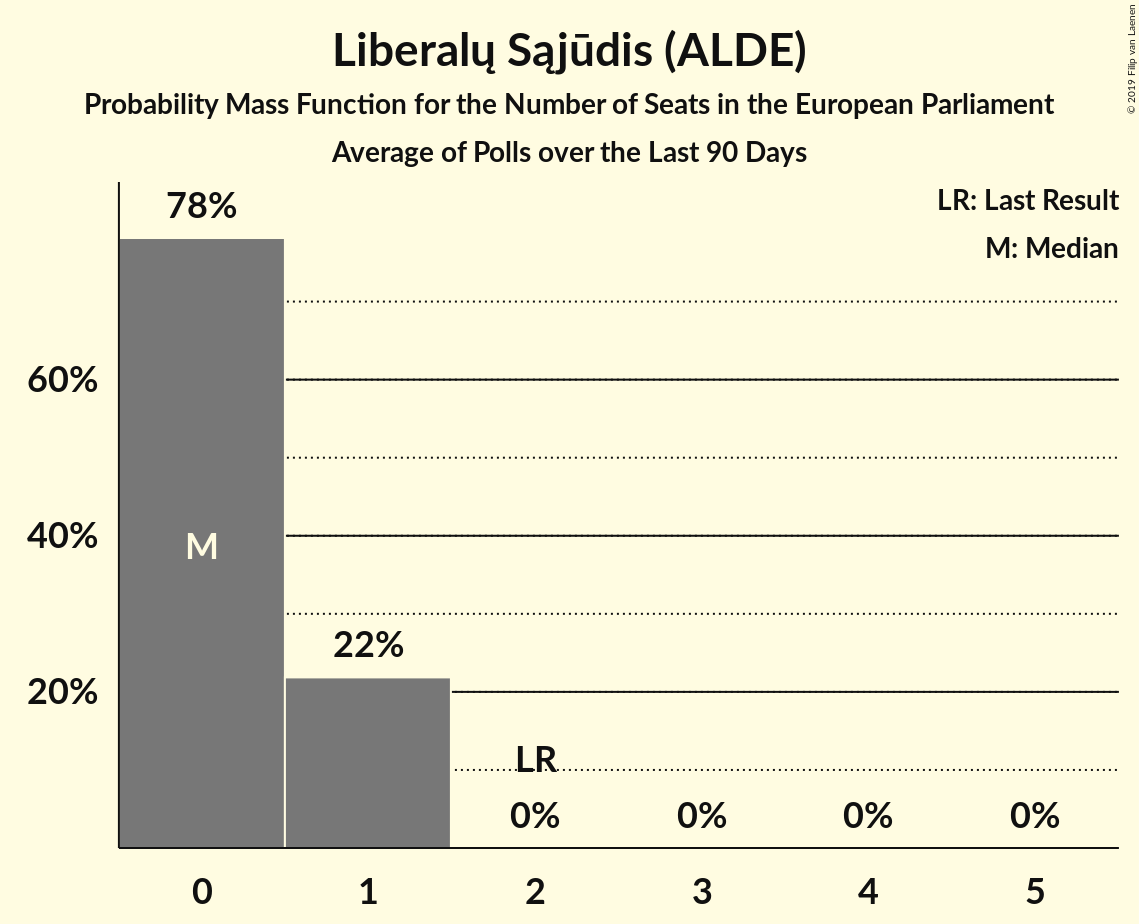 Liberalų Sąjūdis (ALDE)
Probability Mass Function for the Number of Seats in the European Parliament
Average of Polls over the Last 90 Days
© 2019 Filip van Laenen
LR: Last Result
M: Median
78%
60%
M
40%
22%
20%
LR
0% 0% 0% 0%
0 1 2 3 4 5